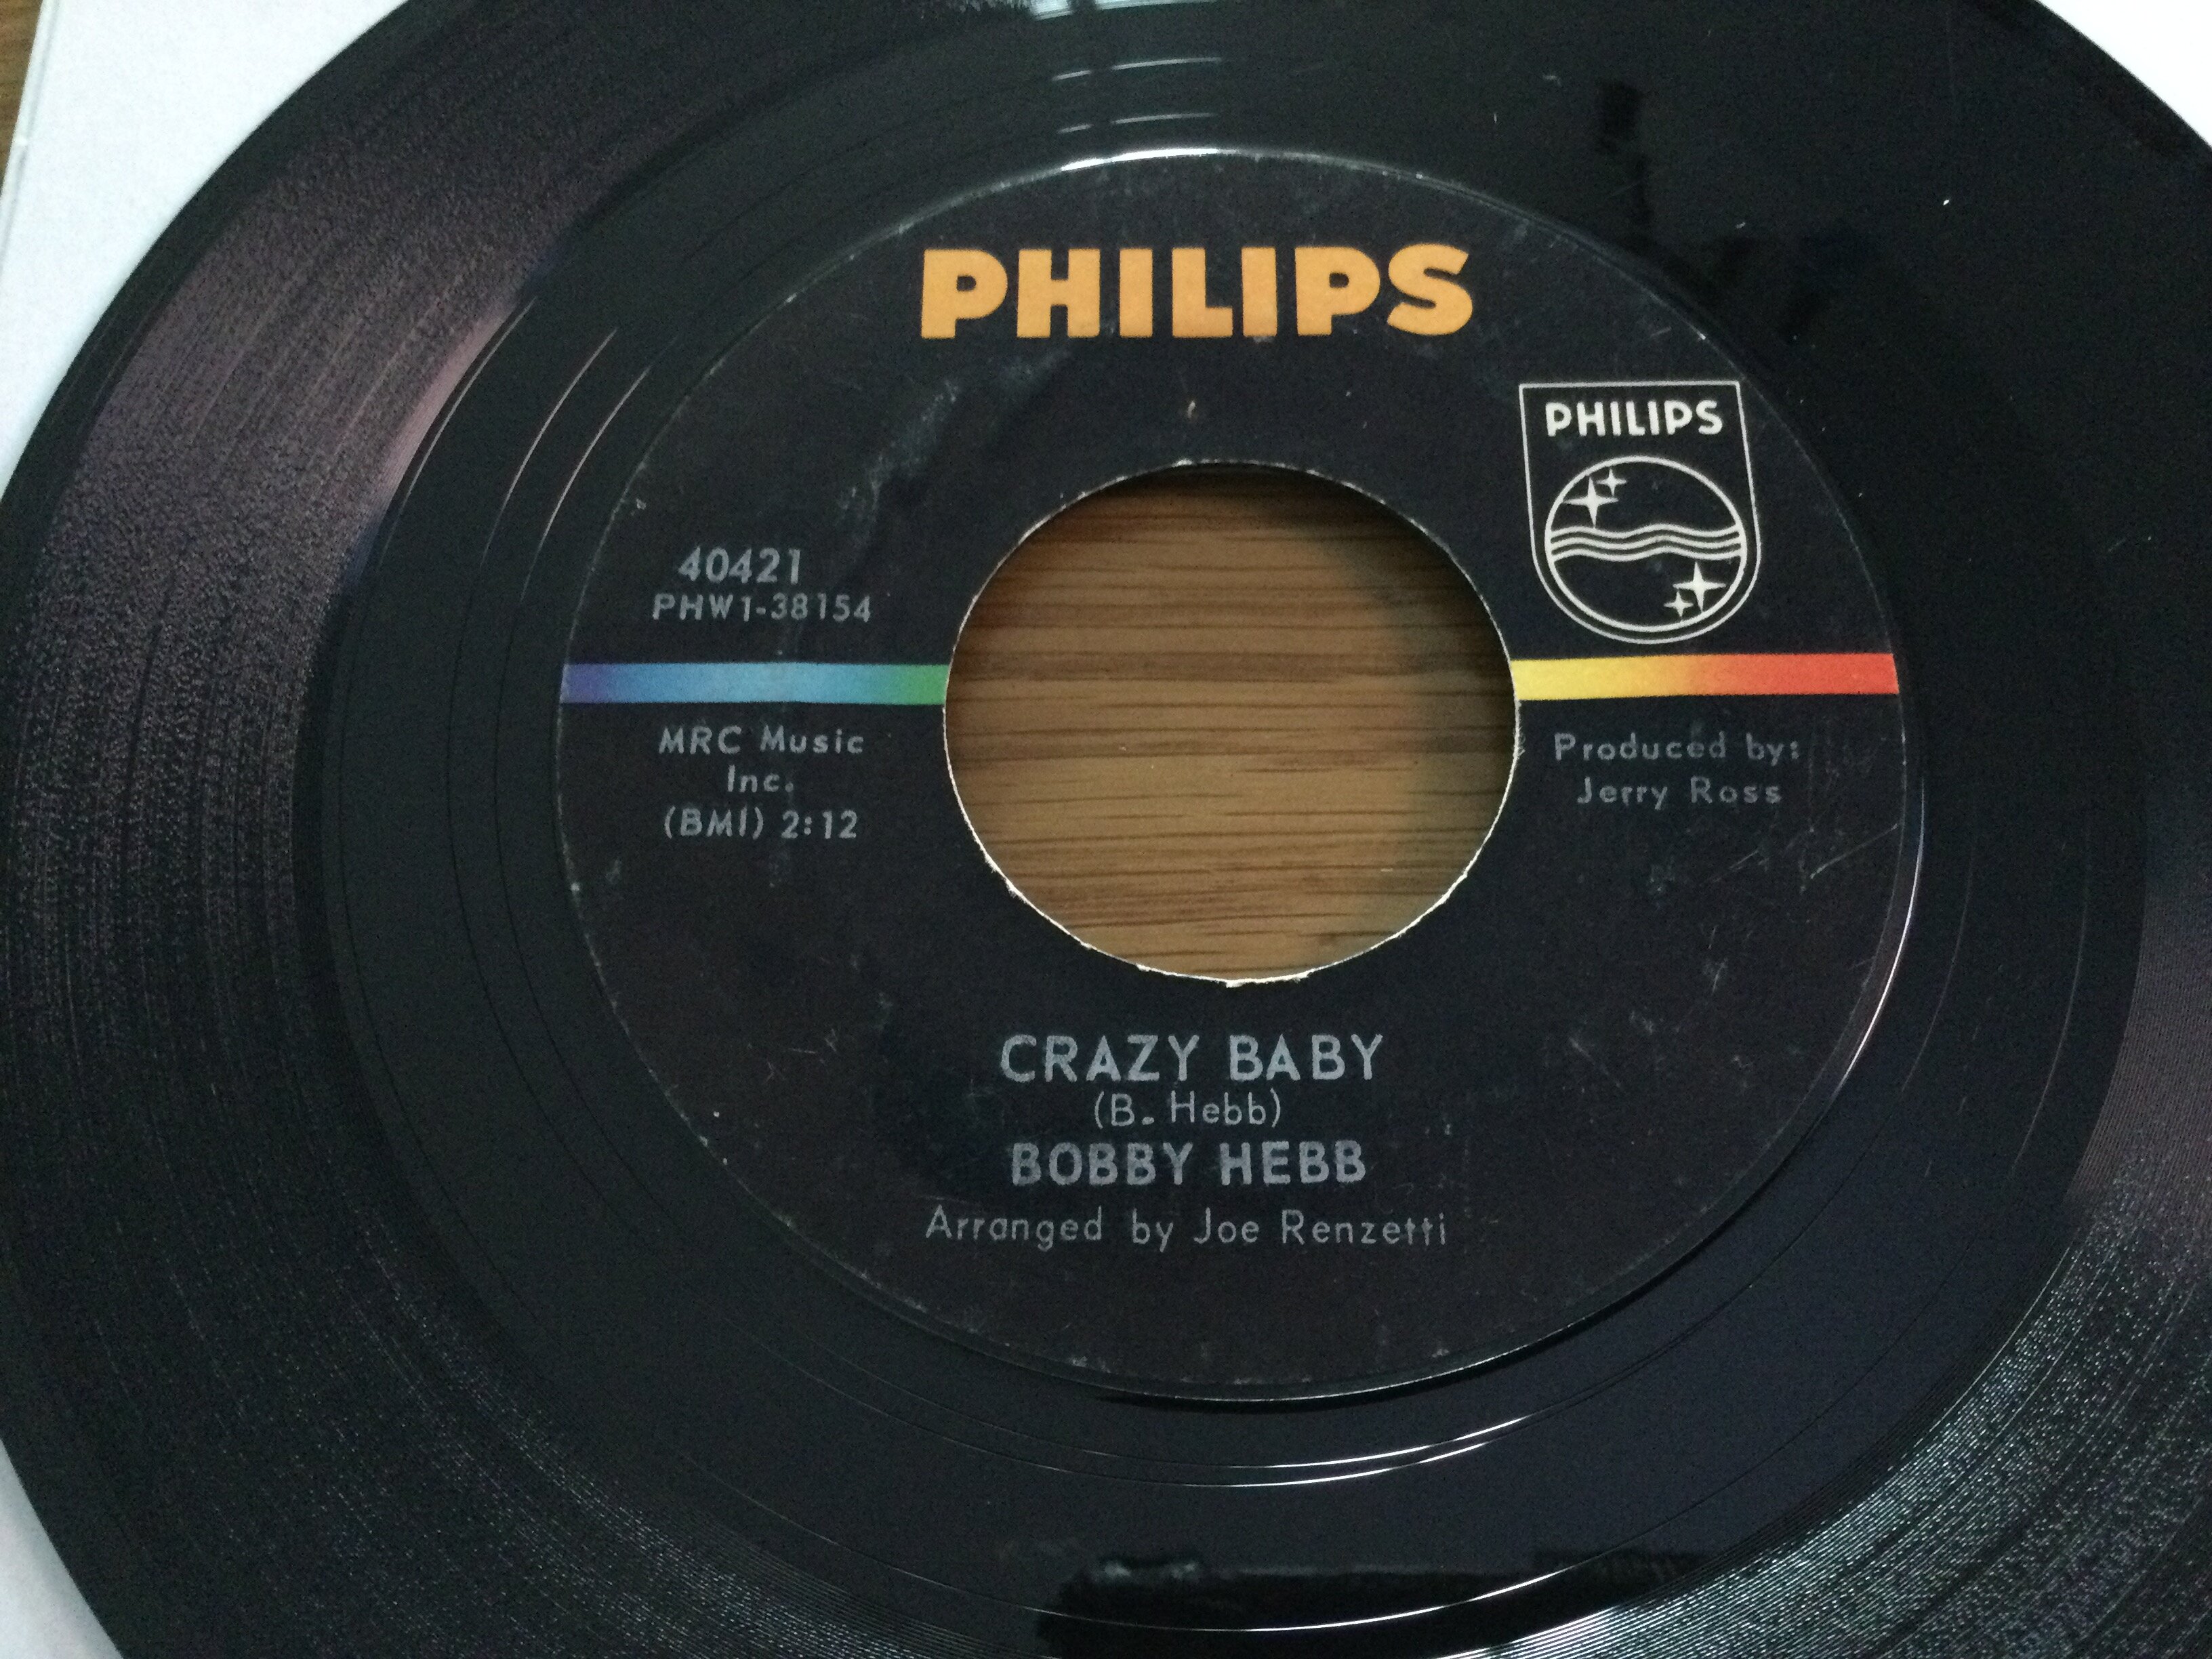 PHILIPS
PHILIPS
40421
PHW1-38154
MRC Music
Inc.
(BMI) 2:12
Produced by:
Jerry Ross
CRAZY BABY
(B. Hebb)
BOBBY HEBB
Arranged by Joe Renzetti